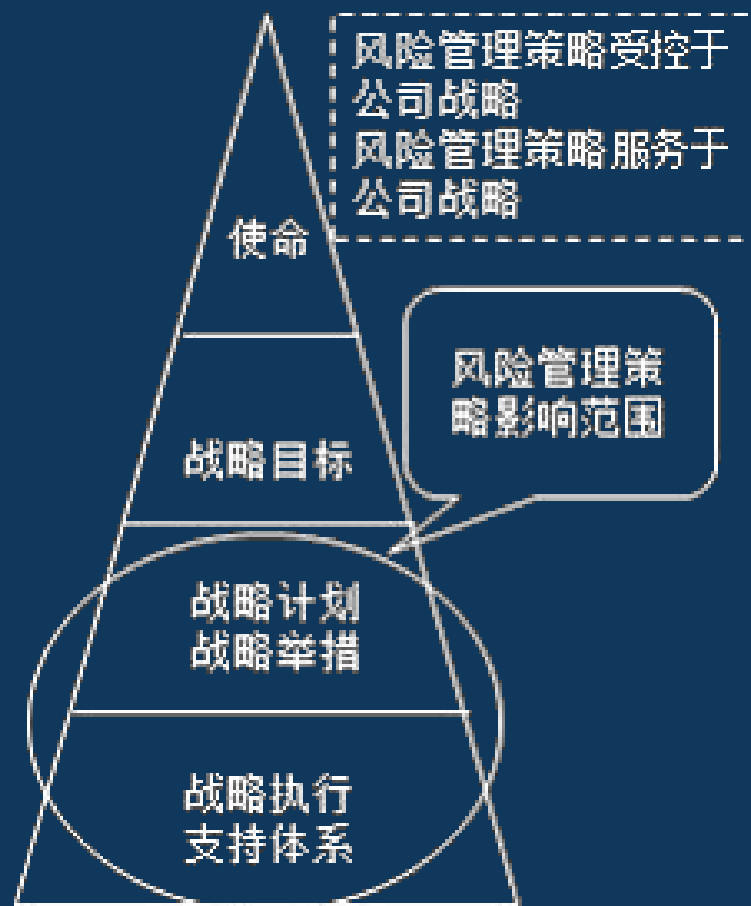 风险管理策略受控于
公司战略
风险管理策略服务于
公司战略
使命
风险管理策
略影响范围
战略目标
战略计划
战略举措
战略执行
支持体系